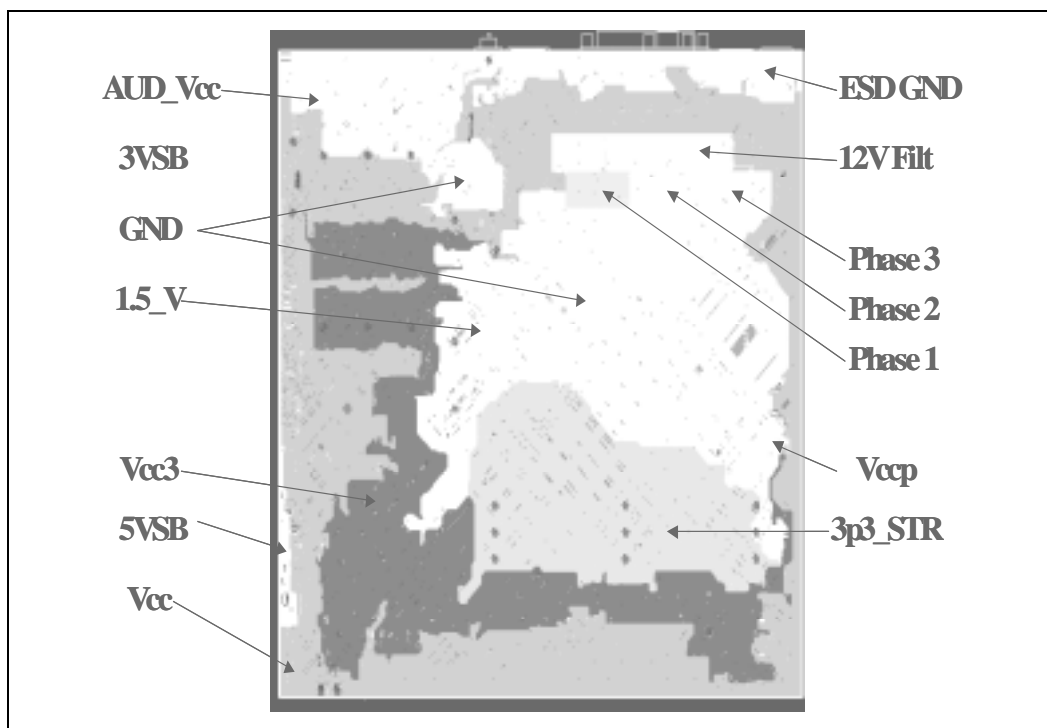 AUD_Vcc
3VSB
GND
1.5_V
Vcc3
5VSB
Vcc
ESD GND
12V Filt
Phase 3
Phase 2
Phase 1
Vccp
3p3_STR